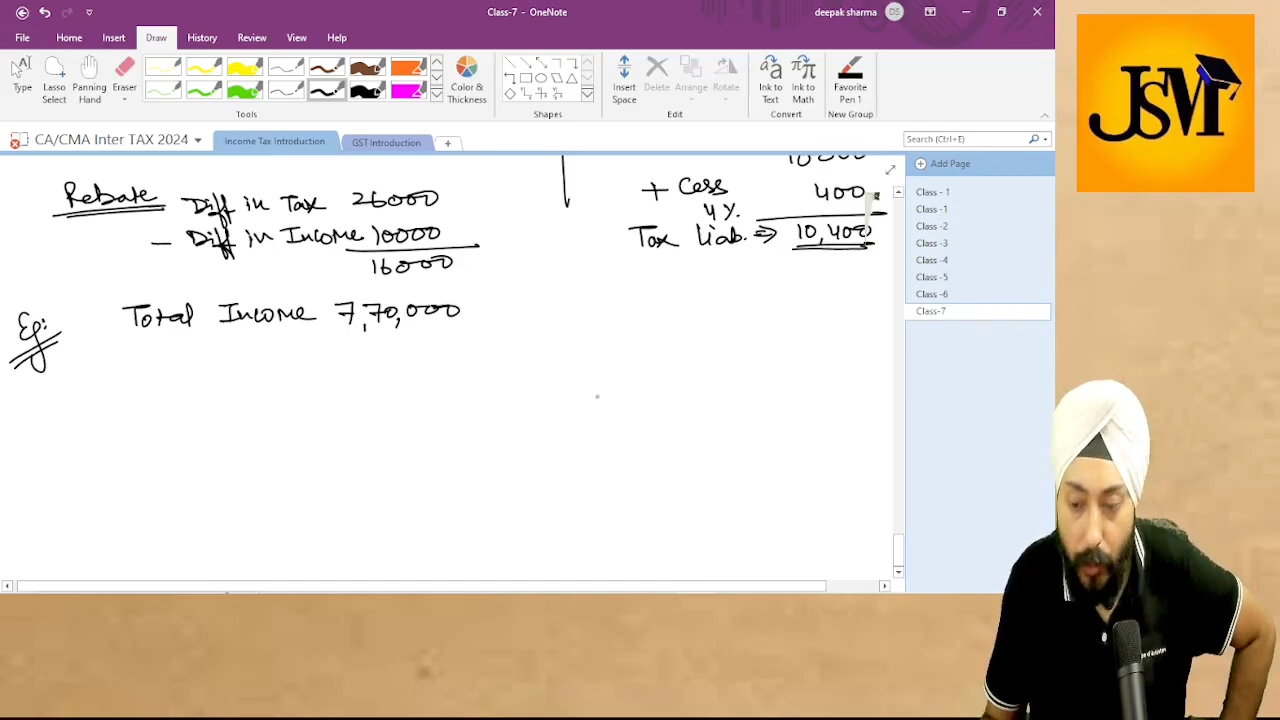 Class-7 - OneNote
deepak sharma DS
File Home Insert Draw History Review View Help
Type
Lasso Select
Panning Hand
Eraser
Color & Thickness
Insert Space
Delete
Arrange
Rotate
Ink to Text
Ink to Math
Favorite Pen 1
Tools
Shapes
Edit
Convert
New Group
CA/CMA Inter TAX 2024
Income Tax Introduction
GST Introduction
Search (Ctrl+E)
Add Page
Class - 1
Class -1
Class -2
Class -3
Class -4
Class -5
Class -6
Class-7
Rebate Diff in Tax 26000
- Diff in Income 10000
16000
10000
+ Cess 400
4%
Tax Liab. ⇒ 10,400
Eg:
Total Income 7,70,000
JSM